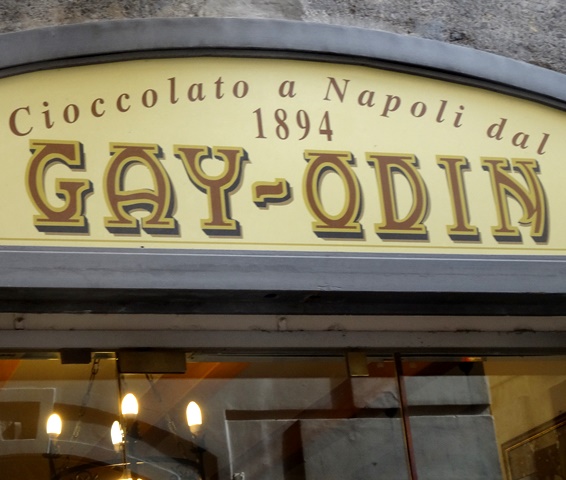 Cioccolato a Napoli dal
1894
GAY-ODIN